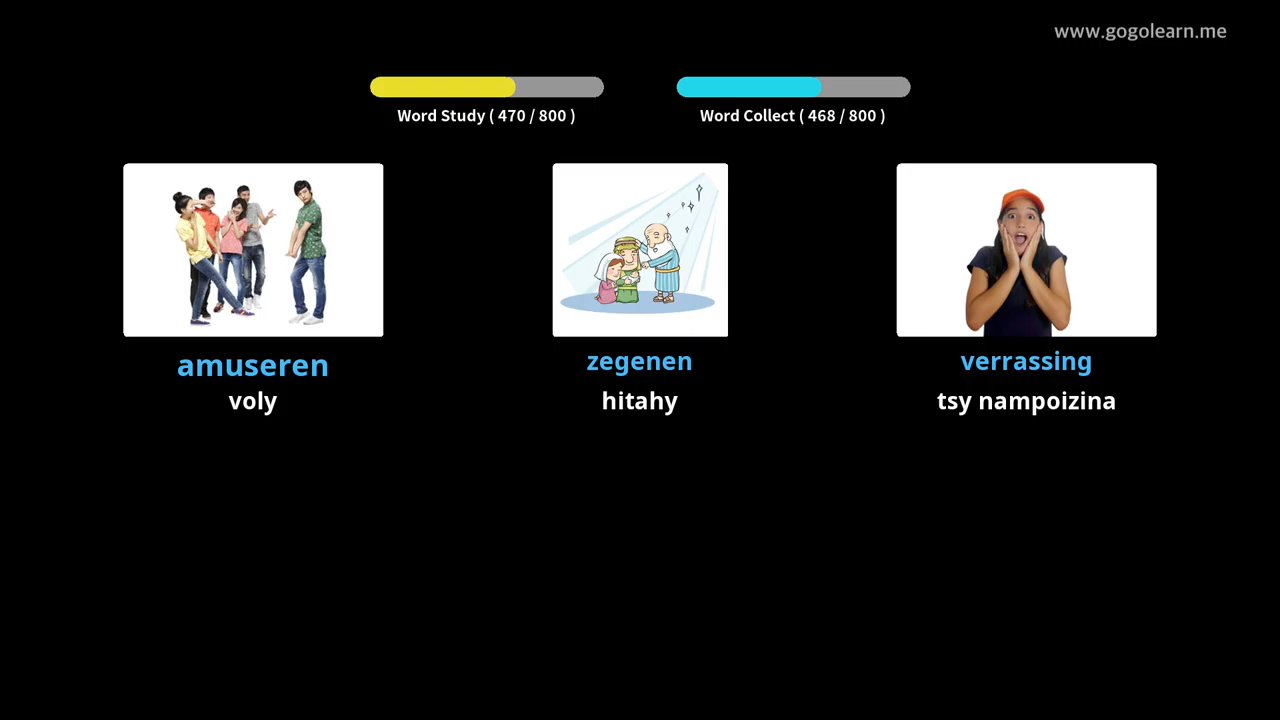 www.gogolearn.me
Word Study ( 470 / 800 )
Word Collect ( 468 / 800 )
amuseren
voly
zegenen
hitahy
verrassing
tsy nampoizina